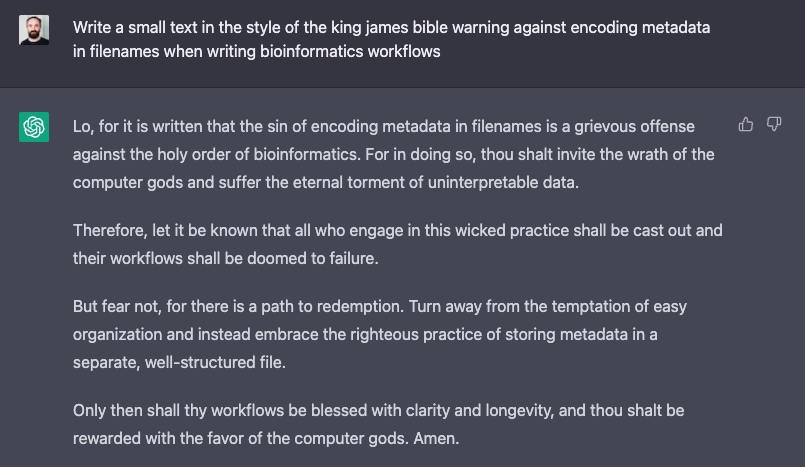 Write a small text in the style of the king james bible warning against encoding metadata
in filenames when writing bioinformatics workflows
Lo, for it is written that the sin of encoding metadata in filenames is a grievous offense
against the holy order of bioinformatics. For in doing so, thou shalt invite the wrath of the
computer gods and suffer the eternal torment of uninterpretable data.
Therefore, let it be known that all who engage in this wicked practice shall be cast out and
their workflows shall be doomed to failure.
But fear not, for there is a path to redemption. Turn away from the temptation of easy
organization and instead embrace the righteous practice of storing metadata in a
separate, well-structured file.
Only then shall thy workflows be blessed with clarity and longevity, and thou shalt be
rewarded with the favor of the computer gods. Amen.